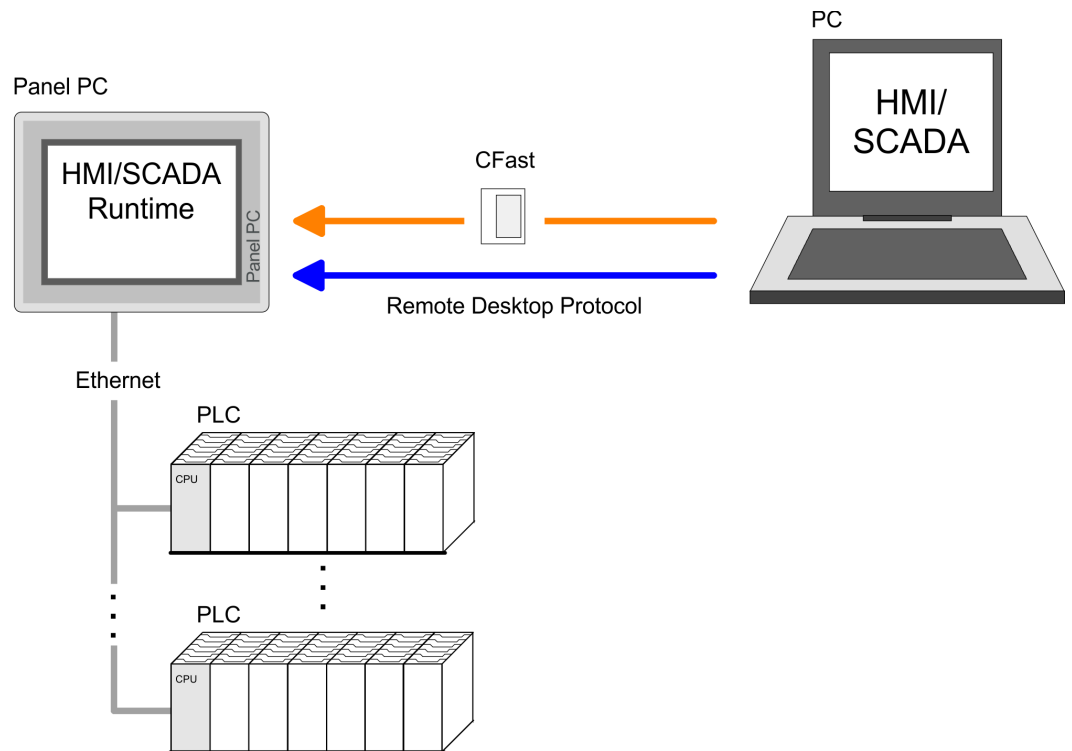 PC
Panel PC
HMI/SCADA
Runtime
Panel PC
CFast
HMI/
SCADA
Remote Desktop Protocol
Ethernet
PLC
CPU
PLC
CPU